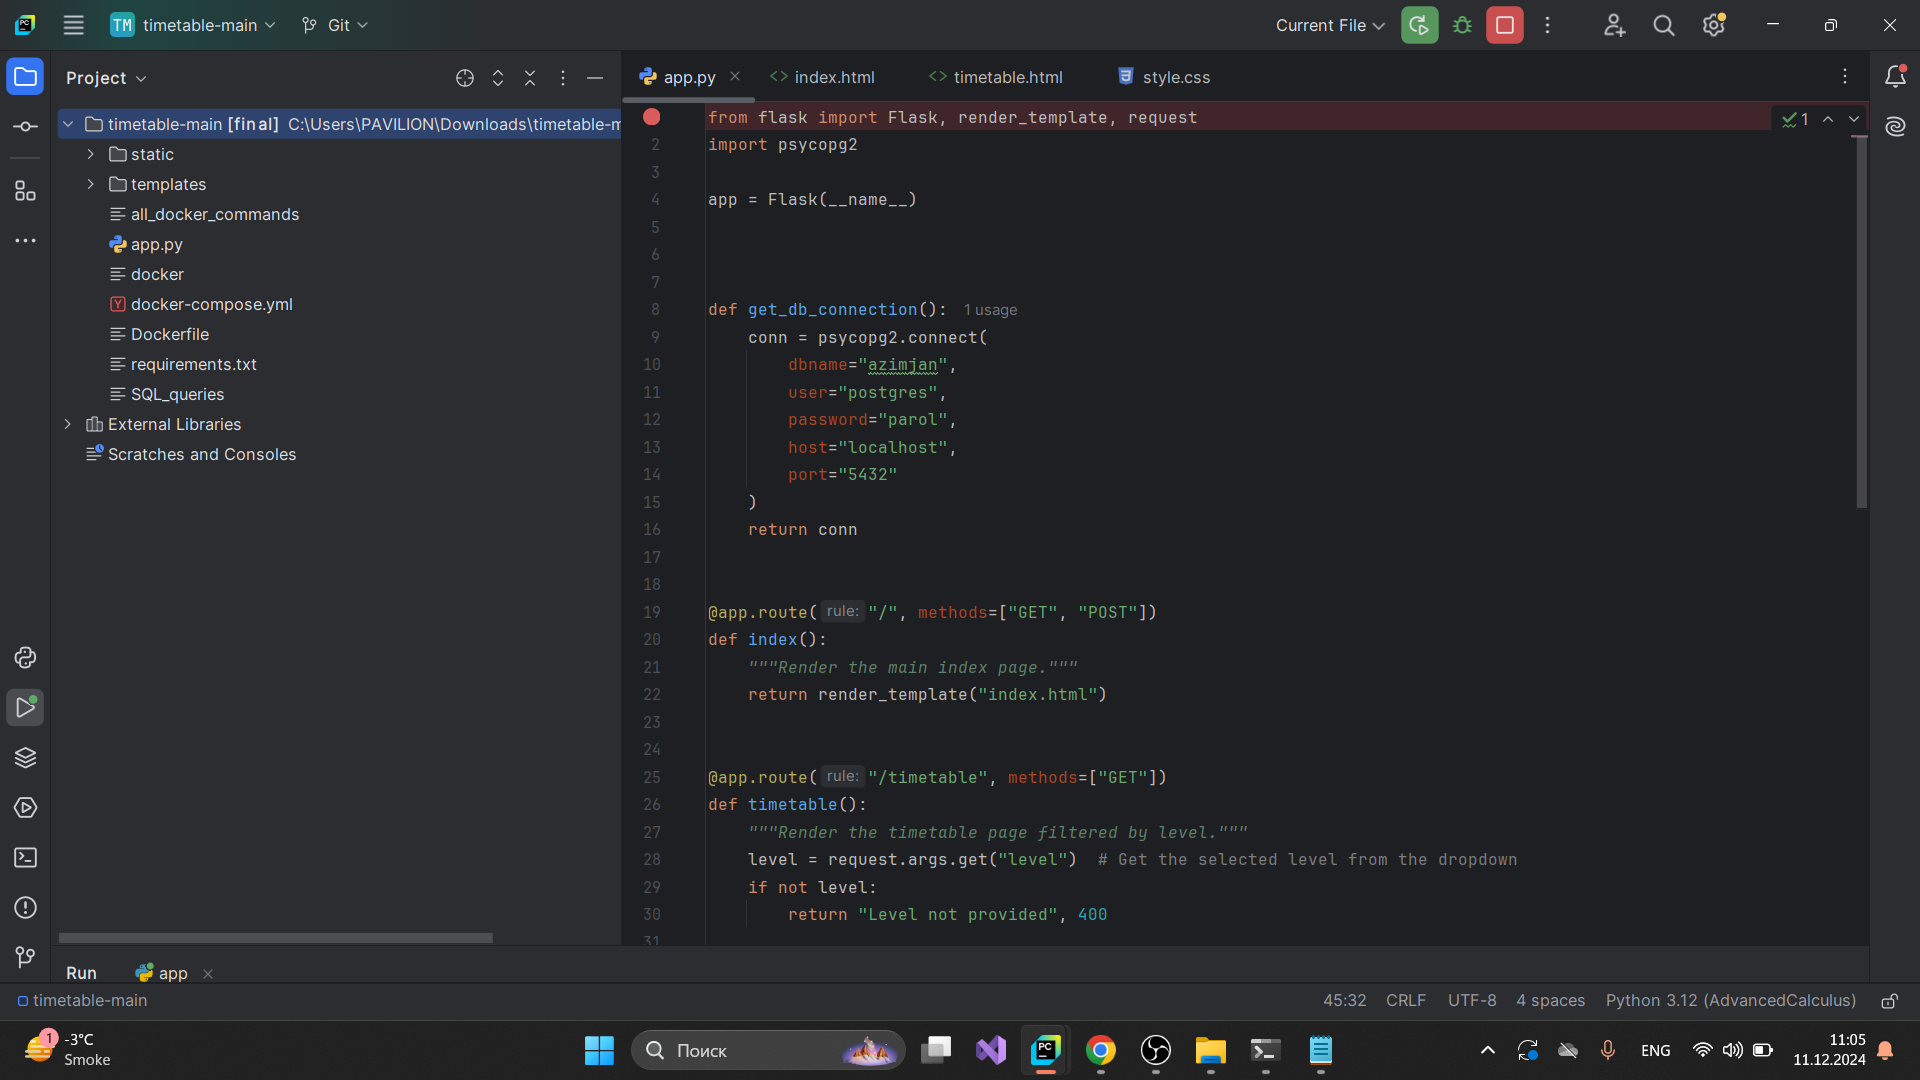 PC
TM timetable-main
Git
Current File
Project
app.py
index.html
timetable.html
style.css
timetable-main [final] C:\Users\PAVILION\Downloads\timetable-m
static
templates
all_docker_commands
app.py
docker
docker-compose.yml
Dockerfile
requirements.txt
SQL_queries
External Libraries
Scratches and Consoles
from flask import Flask, render_template, request
1
2 import psycopg2
3
4 app = Flask(__name__)
5
6
7
8 def get_db_connection(): 1 usage
9 conn = psycopg2.connect(
10 dbname="azimjan",
11 user="postgres",
12 password="parol",
13 host="localhost",
14 port="5432"
15 )
16 return conn
17
18
19 @app.route( rule: "/", methods=["GET", "POST"])
20 def index():
21 """Render the main index page."""
22 return render_template("index.html")
23
24
25 @app.route( rule: "/timetable", methods=["GET"])
26 def timetable():
27 """Render the timetable page filtered by level."""
28 level = request.args.get("level") # Get the selected level from the dropdown
29 if not level:
30 return "Level not provided", 400
31
Run
app
timetable-main
45:32 CRLF UTF-8 4 spaces Python 3.12 (AdvancedCalculus)
1
-3°C
Smoke
Поиск
PC
ENG
11:05
11.12.2024